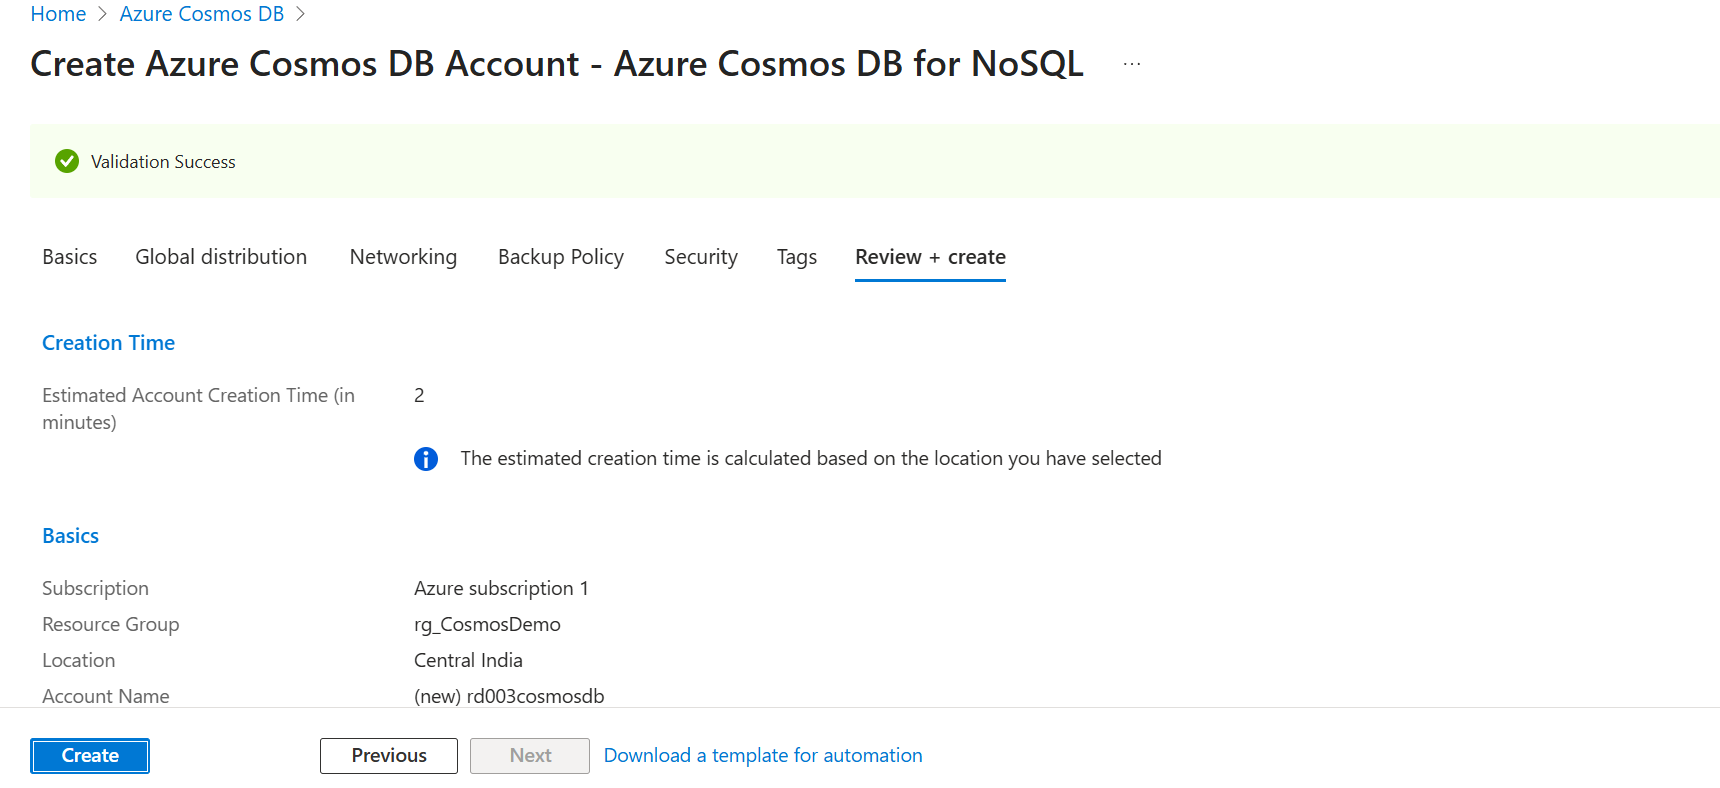 Home > Azure Cosmos DB >
Create Azure Cosmos DB Account - Azure Cosmos DB for NoSQL ...
Validation Success
Basics Global distribution Networking Backup Policy Security Tags Review + create
Creation Time
Estimated Account Creation Time (in minutes) 2
The estimated creation time is calculated based on the location you have selected
Basics
Subscription Azure subscription 1
Resource Group rg_CosmosDemo
Location Central India
Account Name (new) rd003cosmosdb
Create Previous Next Download a template for automation